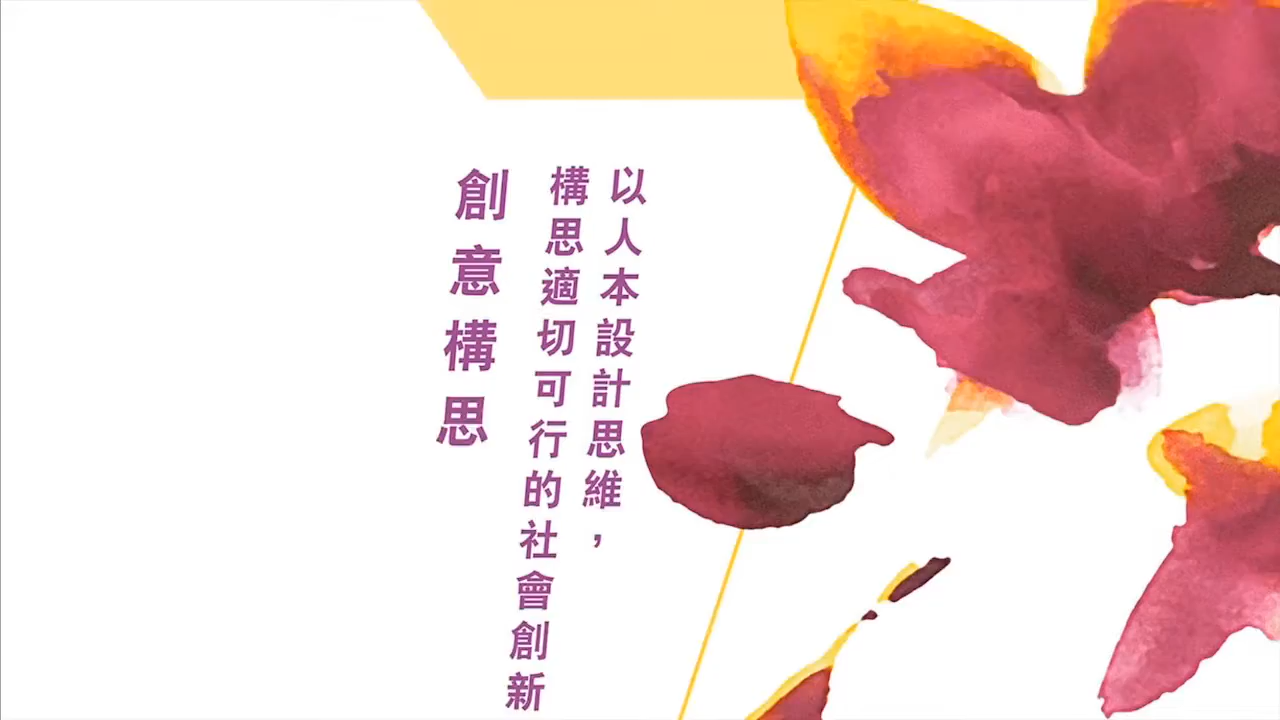 以人本設計思維，
構思適切可行的社會創新
創意構思